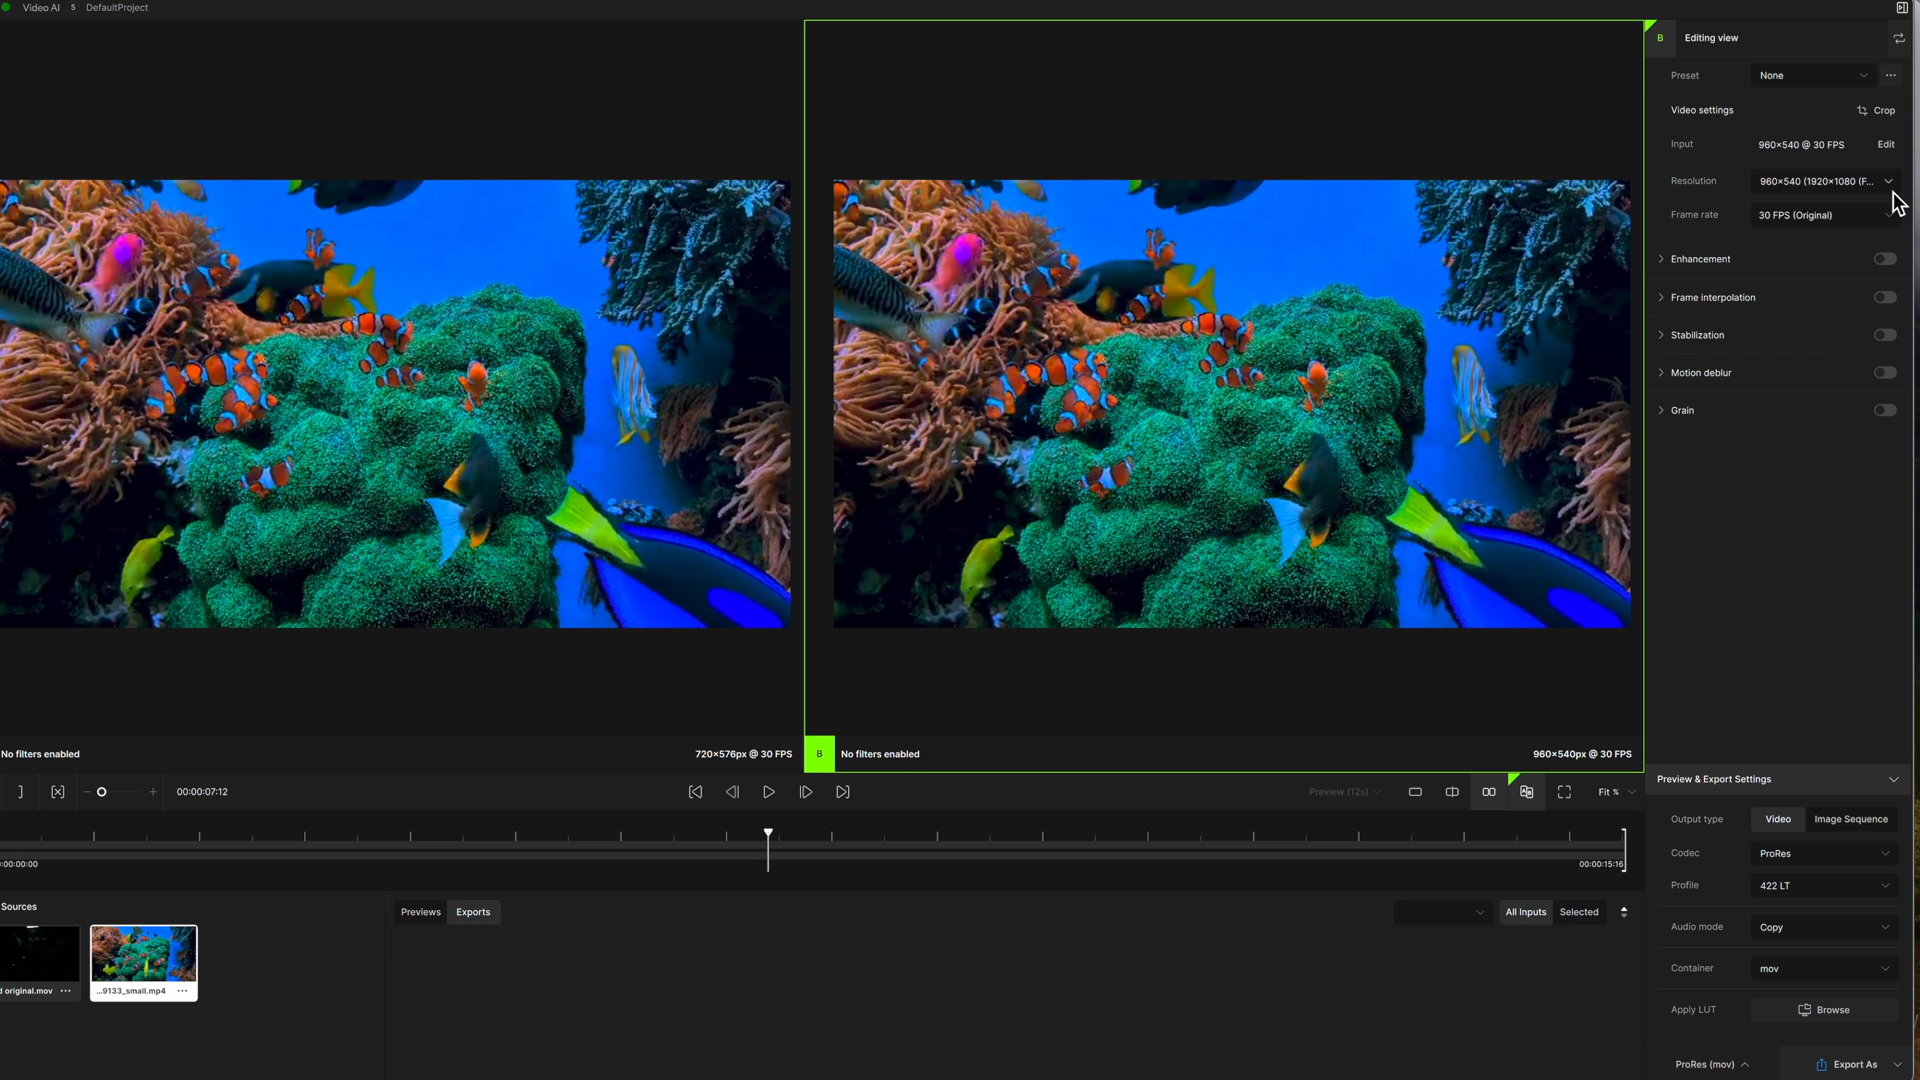 Video AI 5 DefaultProject
B Editing view
Preset None
Video settings Crop
Input 960×540 @ 30 FPS Edit
Resolution 960×540 (1920×1080 (F...
Frame rate 30 FPS (Original)
Enhancement
Frame interpolation
Stabilization
Motion deblur
Grain
No filters enabled 720×576px @ 30 FPS
B No filters enabled 960×540px @ 30 FPS
00:00:07:12
Preview (12s)
Fit %
:00:00:00
00:00:15:16
Sources
d original.mov ...
...9133_small.mp4 ...
Previews Exports
All Inputs Selected
Preview & Export Settings
Output type Video Image Sequence
Codec ProRes
Profile 422 LT
Audio mode Copy
Container mov
Apply LUT Browse
ProRes (mov) Export As